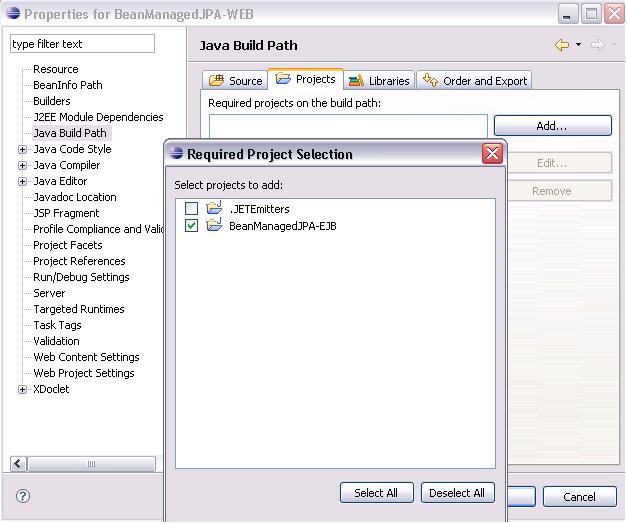 Properties for BeanManagedJPA-WEB
type filter text
Resource
BeanInfo Path
Builders
J2EE Module Dependencies
Java Build Path
Java Code Style
Java Compiler
Java Editor
Javadoc Location
JSP Fragment
Profile Compliance and Valid
Project Facets
Project References
Run/Debug Settings
Server
Targeted Runtimes
Task Tags
Validation
Web Content Settings
Web Project Settings
XDoclet
Java Build Path
Source Projects Libraries Order and Export
Required projects on the build path:
Add...
Edit...
Remove
Required Project Selection
Select projects to add:
.JETEmitters
BeanManagedJPA-EJB
Select All Deselect All
Cancel